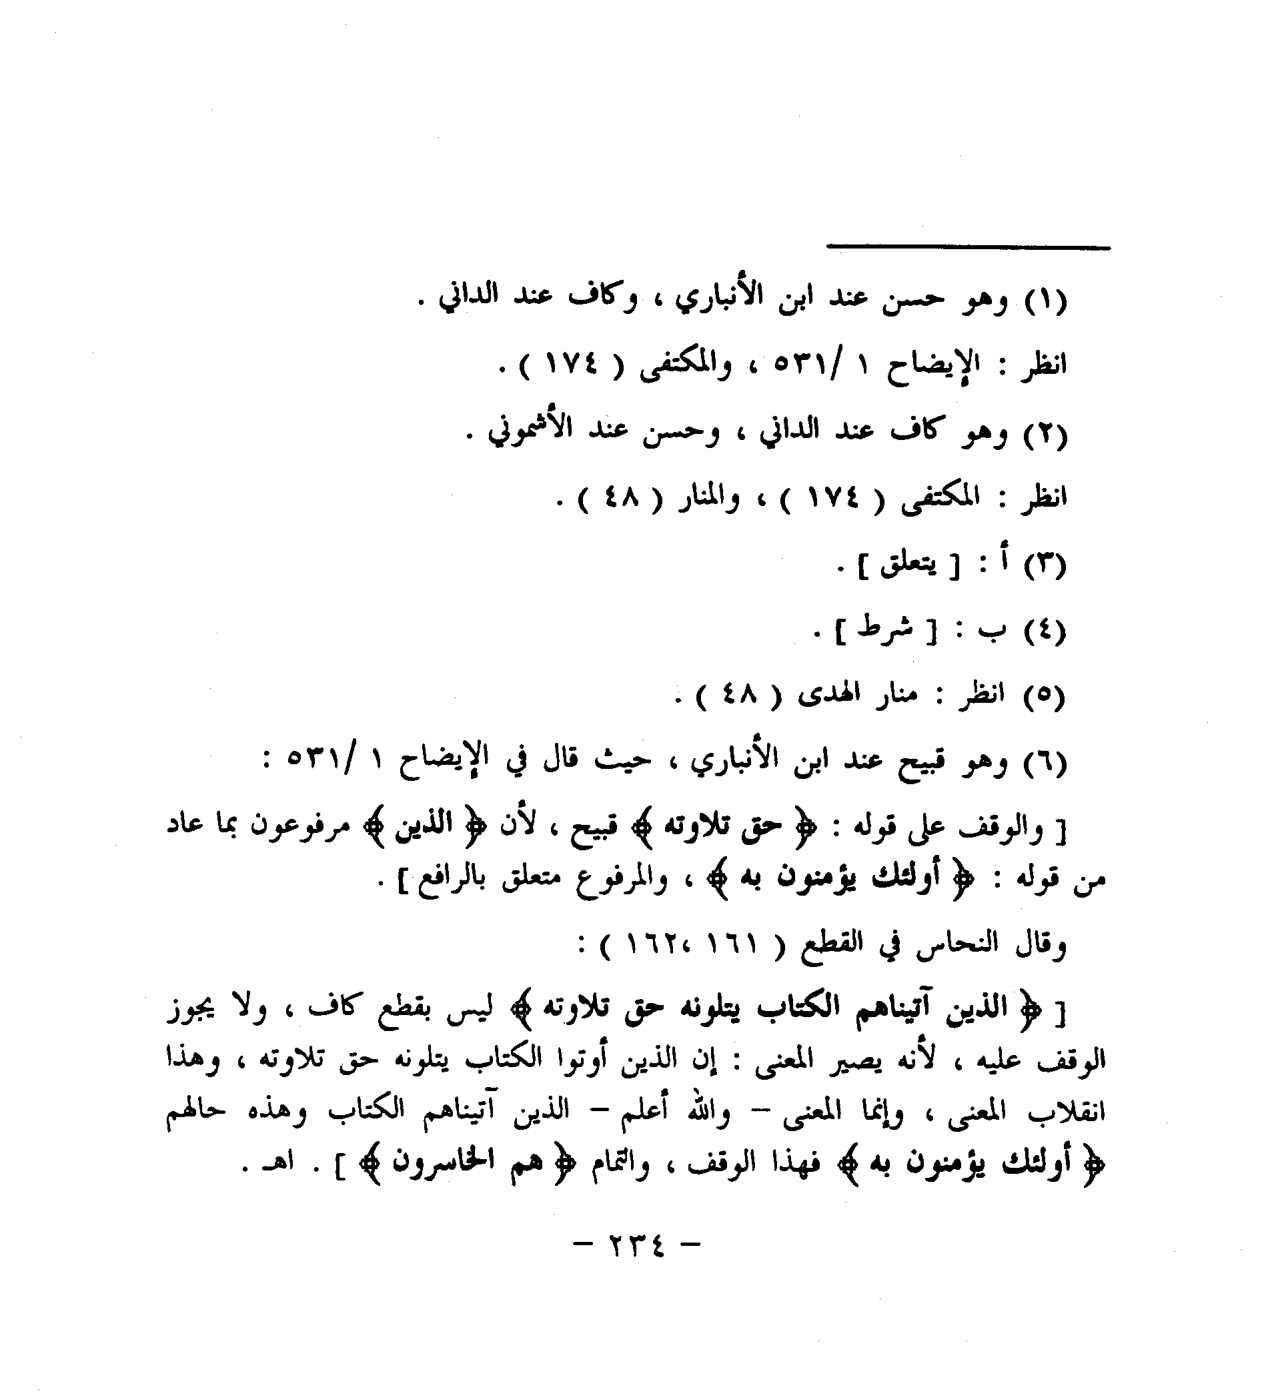 (١) وهو حسن عند ابن الأنباري ، وكاف عند الداني .
انظر : الإيضاح ١ /٥٣١ ، والمكتفى ( ١٧٤ ) .
(٢) وهو كاف عند الداني ، وحسن عند الأشموني .
انظر : المكتفى ( ١٧٤ ) ، والمنار ( ٤٨ ) .
(٣) أ : [ يتعلق ] .
(٤) ب : [ شرط ] .
(٥) انظر : منار الهدى ( ٤٨ ) .
(٦) وهو قبيح عند ابن الأنباري ، حيث قال في الإيضاح ١ /٥٣١ :
[ والوقف على قوله : ﴿ حق تلاوته ﴾ قبيح ، لأن ﴿ الذين ﴾ مرفوعون بما عاد
من قوله : ﴿ أولئك يؤمنون به ﴾ ، والمرفوع متعلق بالرافع ] .
وقال النحاس في القطع ( ١٦١ ،١٦٢ ) :
[ ﴿ الذين آتيناهم الكتاب يتلونه حق تلاوته ﴾ ليس بقطع كاف ، ولا يجوز
الوقف عليه ، لأنه يصير المعنى : إن الذين أوتوا الكتاب يتلونه حق تلاوته ، وهذا
انقلاب المعنى ، وإنما المعنى – والله أعلم – الذين آتيناهم الكتاب وهذه حالهم
﴿ أولئك يؤمنون به ﴾ فهذا الوقف ، والتمام ﴿ هم الخاسرون ﴾ ] . اهـ .
– ٢٣٤ –